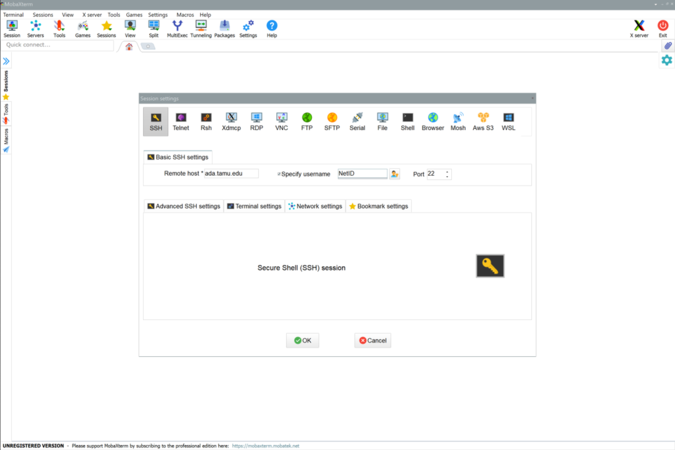 MobaXterm
Terminal Sessions View X server Tools Games Settings Macros Help
Session Servers Tools Games Sessions View Split MultiExec Tunneling Packages Settings Help X server Exit
Quick connect...
Sessions
Tools
Macros
Session settings
SSH Telnet Rsh Xdmcp RDP VNC FTP SFTP Serial File Shell Browser Mosh Aws S3 WSL
Basic SSH settings
Remote host * ada.tamu.edu Specify username NetID Port 22
Advanced SSH settings Terminal settings Network settings Bookmark settings
Secure Shell (SSH) session
OK Cancel
UNREGISTERED VERSION - Please support MobaXterm by subscribing to the professional edition here: https://mobaxterm.mobatek.net